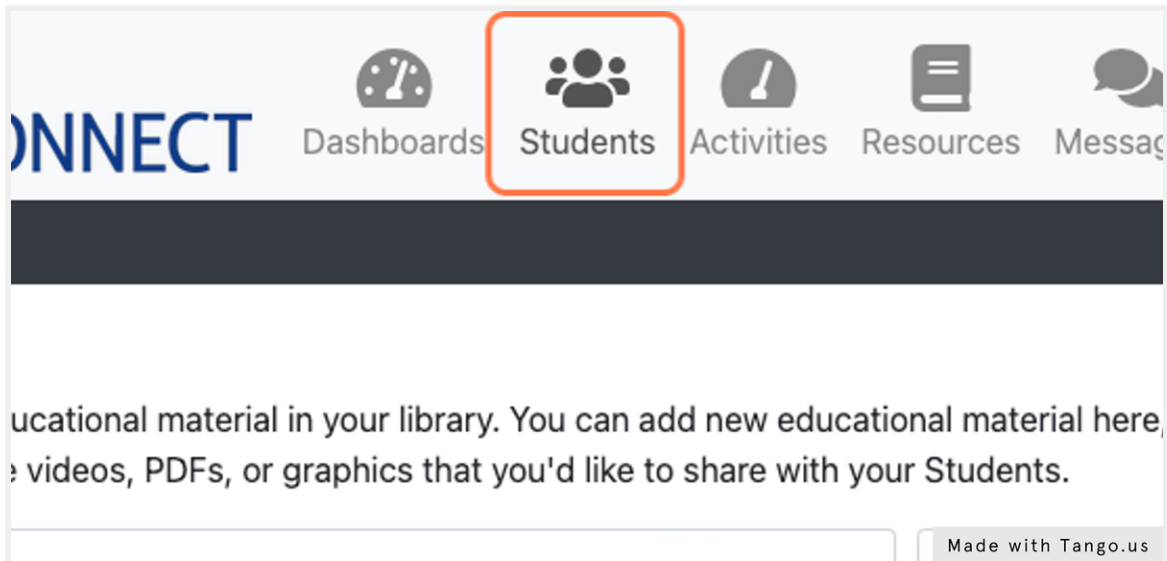 ONNECT
Dashboards Students Activities Resources Messag
ucational material in your library. You can add new educational material here,
videos, PDFs, or graphics that you'd like to share with your Students.
Made with Tango.us